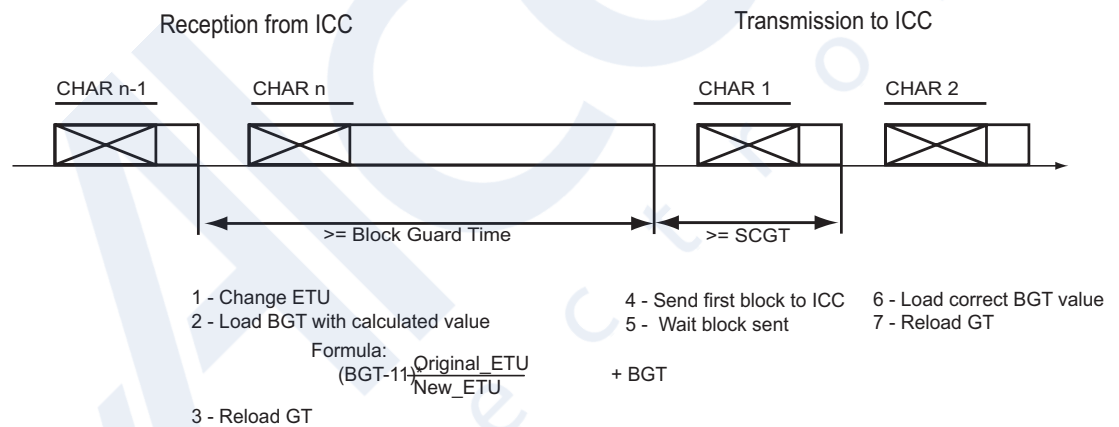 Reception from ICC
Transmission to ICC
CHAR n-1
CHAR n
CHAR 1
CHAR 2
>= Block Guard Time
>= SCGT
1 - Change ETU
2 - Load BGT with calculated value
Formula:
(BGT-11)* Original_ETU
New_ETU
+ BGT
3 - Reload GT
4 - Send first block to ICC
5 - Wait block sent
6 - Load correct BGT value
7 - Reload GT